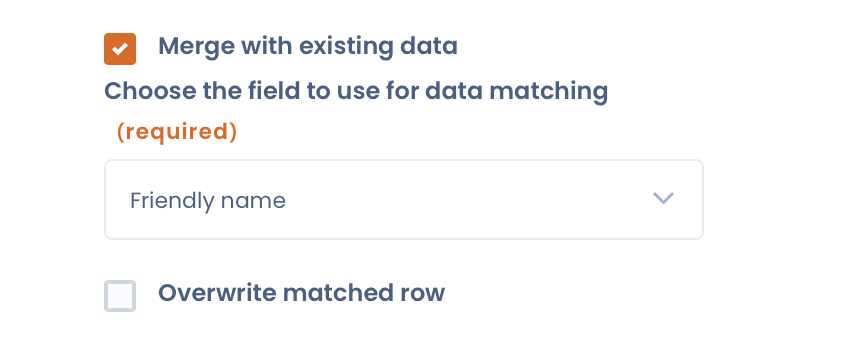 Merge with existing data
Choose the field to use for data matching
(required)
Friendly name
Overwrite matched row